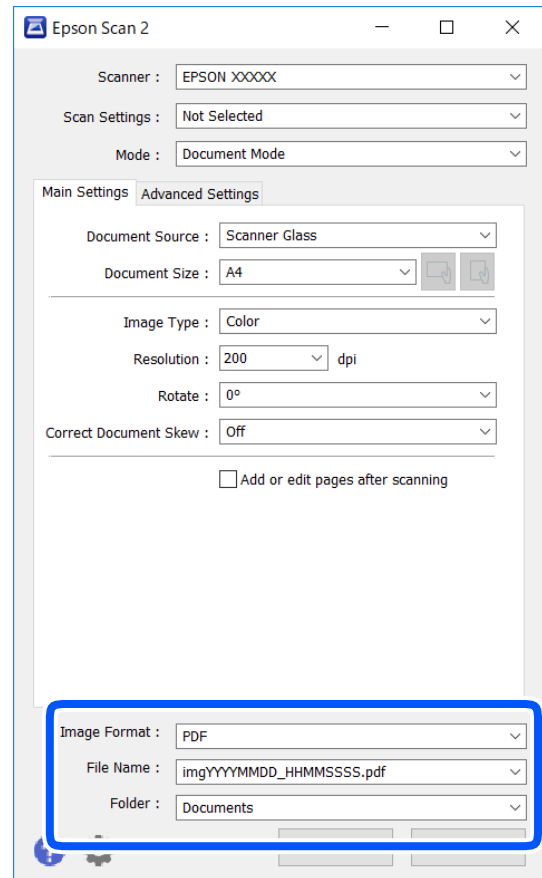 Epson Scan 2
Scanner : EPSON XXXXX
Scan Settings : Not Selected
Mode : Document Mode
Main Settings Advanced Settings
Document Source : Scanner Glass
Document Size : A4
Image Type : Color
Resolution : 200 dpi
Rotate : 0°
Correct Document Skew : Off
Add or edit pages after scanning
Image Format : PDF
File Name : imgYYYYMMDD_HHMMSSSS.pdf
Folder : Documents